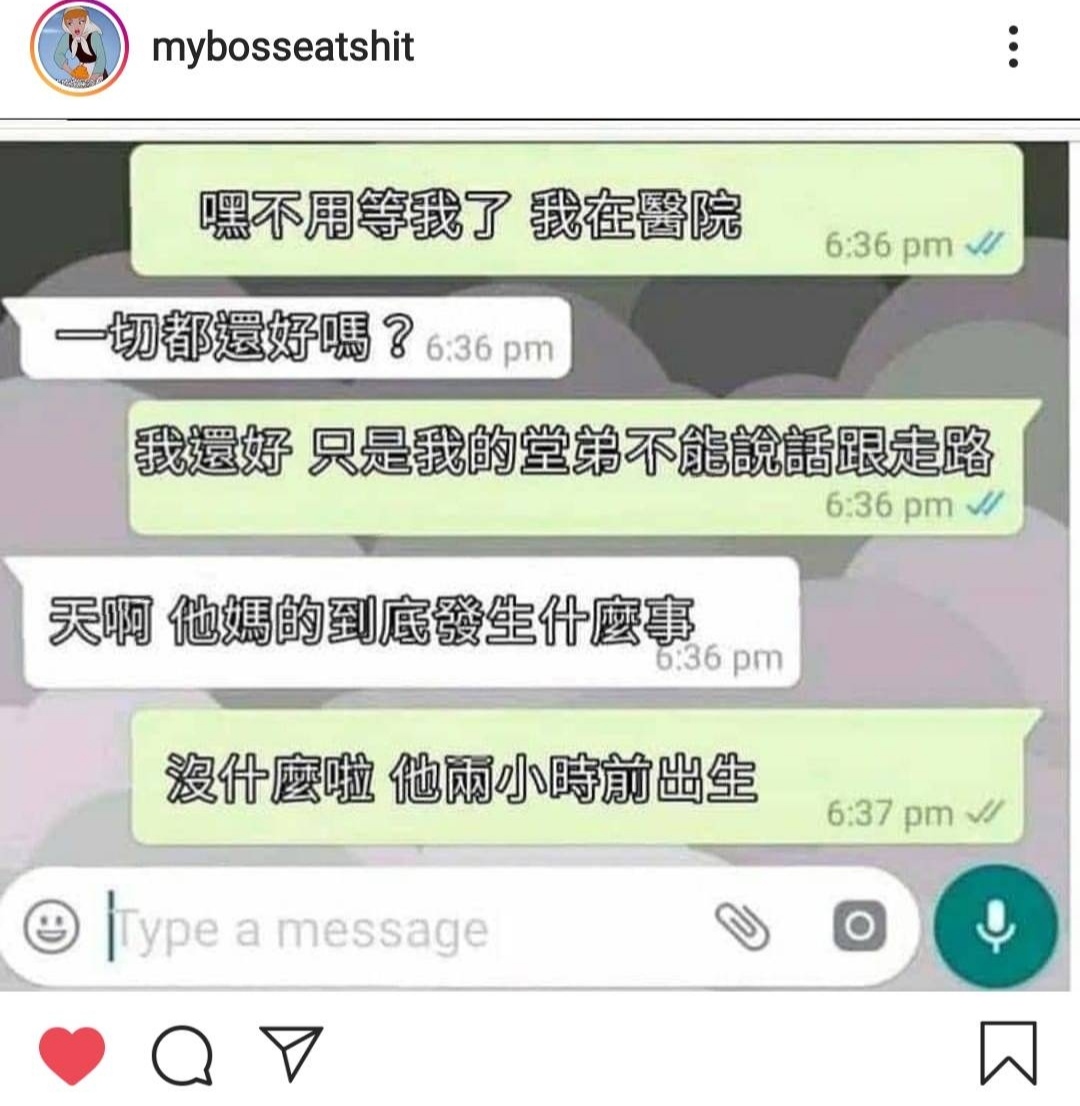 mybosseatshit
嘿不用等我了 我在醫院
6:36 pm
一切都還好嗎？ 6:36 pm
我還好 只是我的堂弟不能說話跟走路
6:36 pm
天啊 他媽的到底發生什麼事
6:36 pm
沒什麼啦 他兩小時前出生
6:37 pm
Type a message